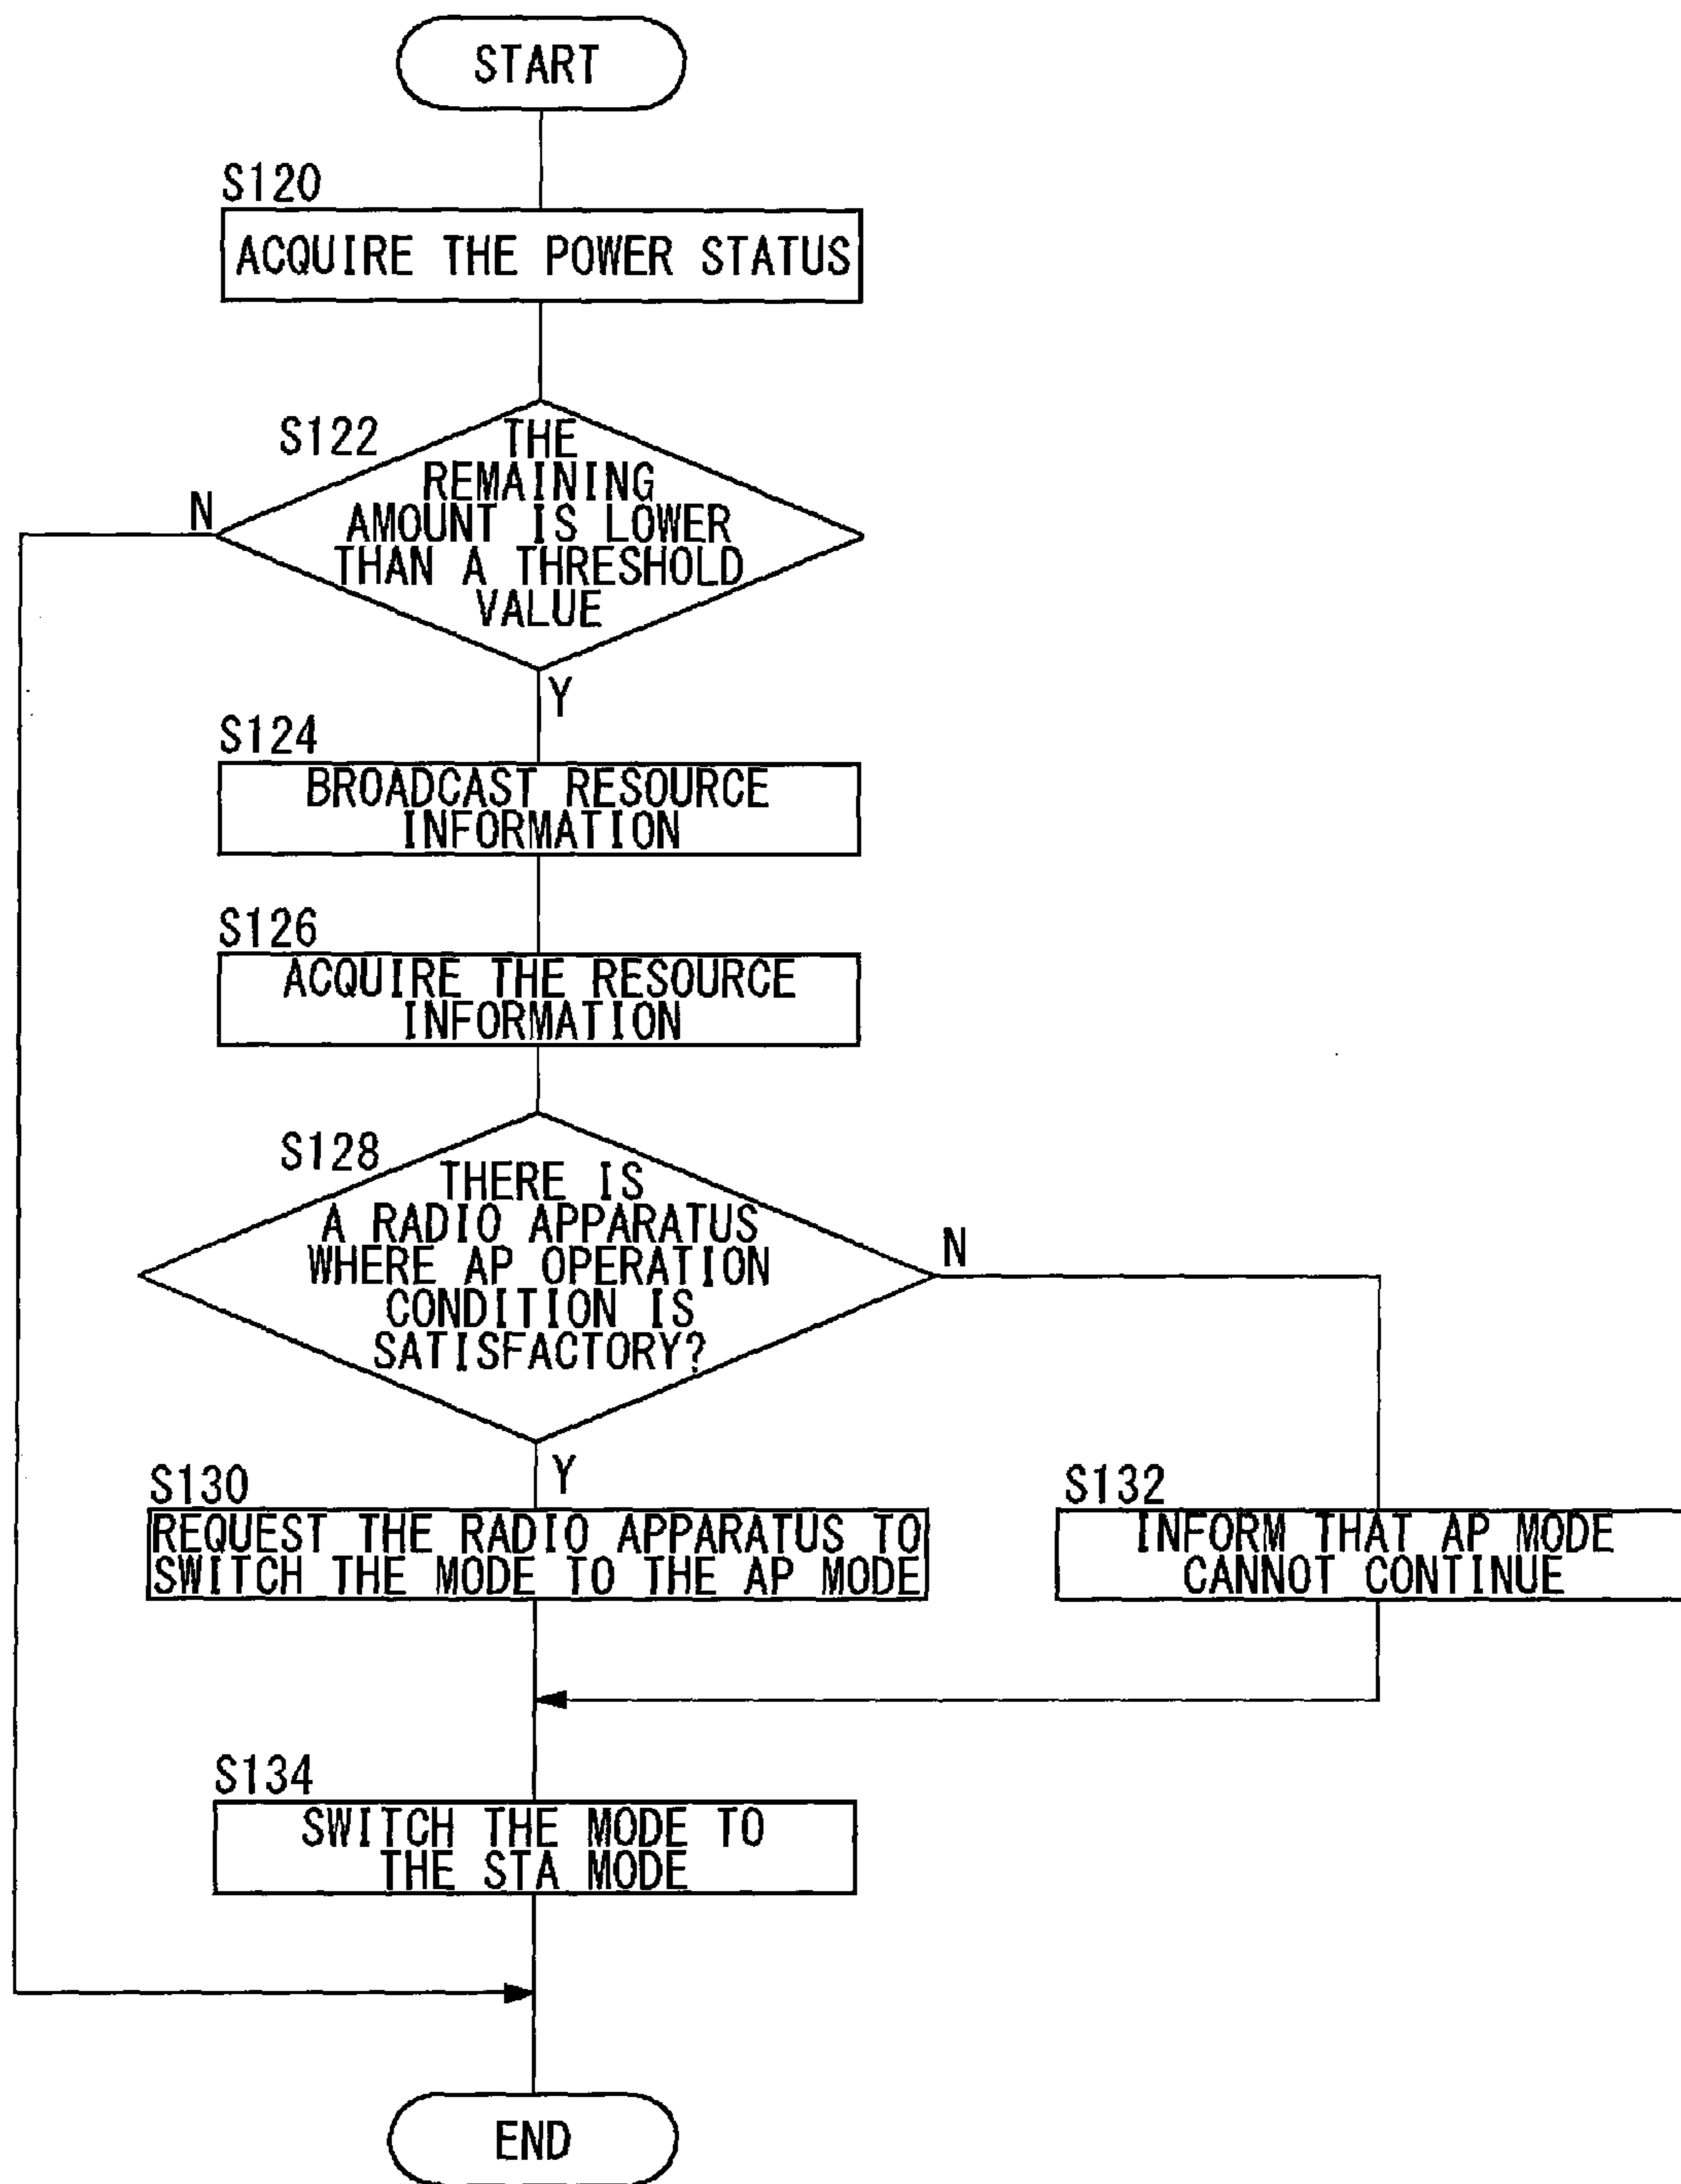 START
S120
ACQUIRE THE POWER STATUS
S122
THE
REMAINING
AMOUNT IS LOWER
THAN A THRESHOLD
VALUE
N
Y
S124
BROADCAST RESOURCE
INFORMATION
S126
ACQUIRE THE RESOURCE
INFORMATION
S128
THERE IS
A RADIO APPARATUS
WHERE AP OPERATION
CONDITION IS
SATISFACTORY?
N
Y
S130
REQUEST THE RADIO APPARATUS TO
SWITCH THE MODE TO THE AP MODE
S132
INFORM THAT AP MODE
CANNOT CONTINUE
S134
SWITCH THE MODE TO
THE STA MODE
END